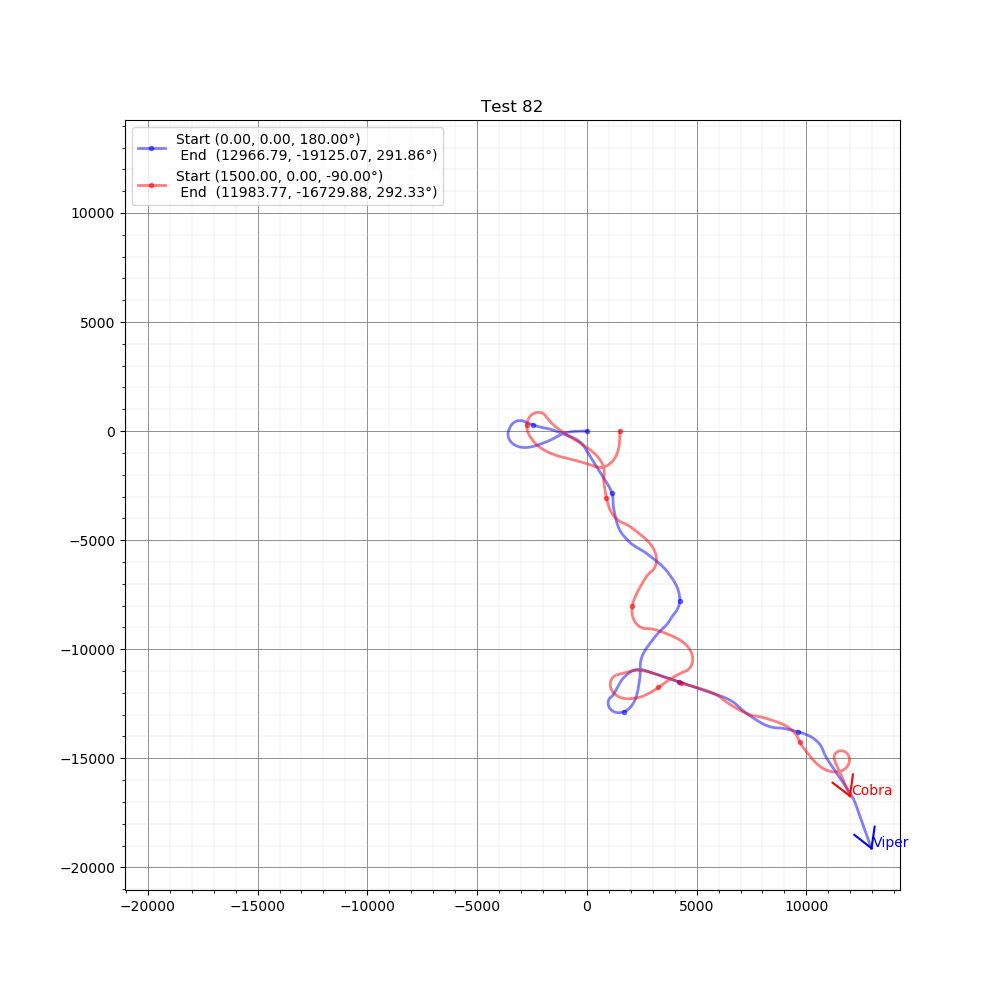 Test 82
Start (0.00, 0.00, 180.00°)
End  (12966.79, -19125.07, 291.86°)
Start (1500.00, 0.00, -90.00°)
End  (11983.77, -16729.88, 292.33°)
10000
5000
0
−5000
−10000
−15000
−20000
Cobra
Viper
−20000 −15000 −10000 −5000 0 5000 10000